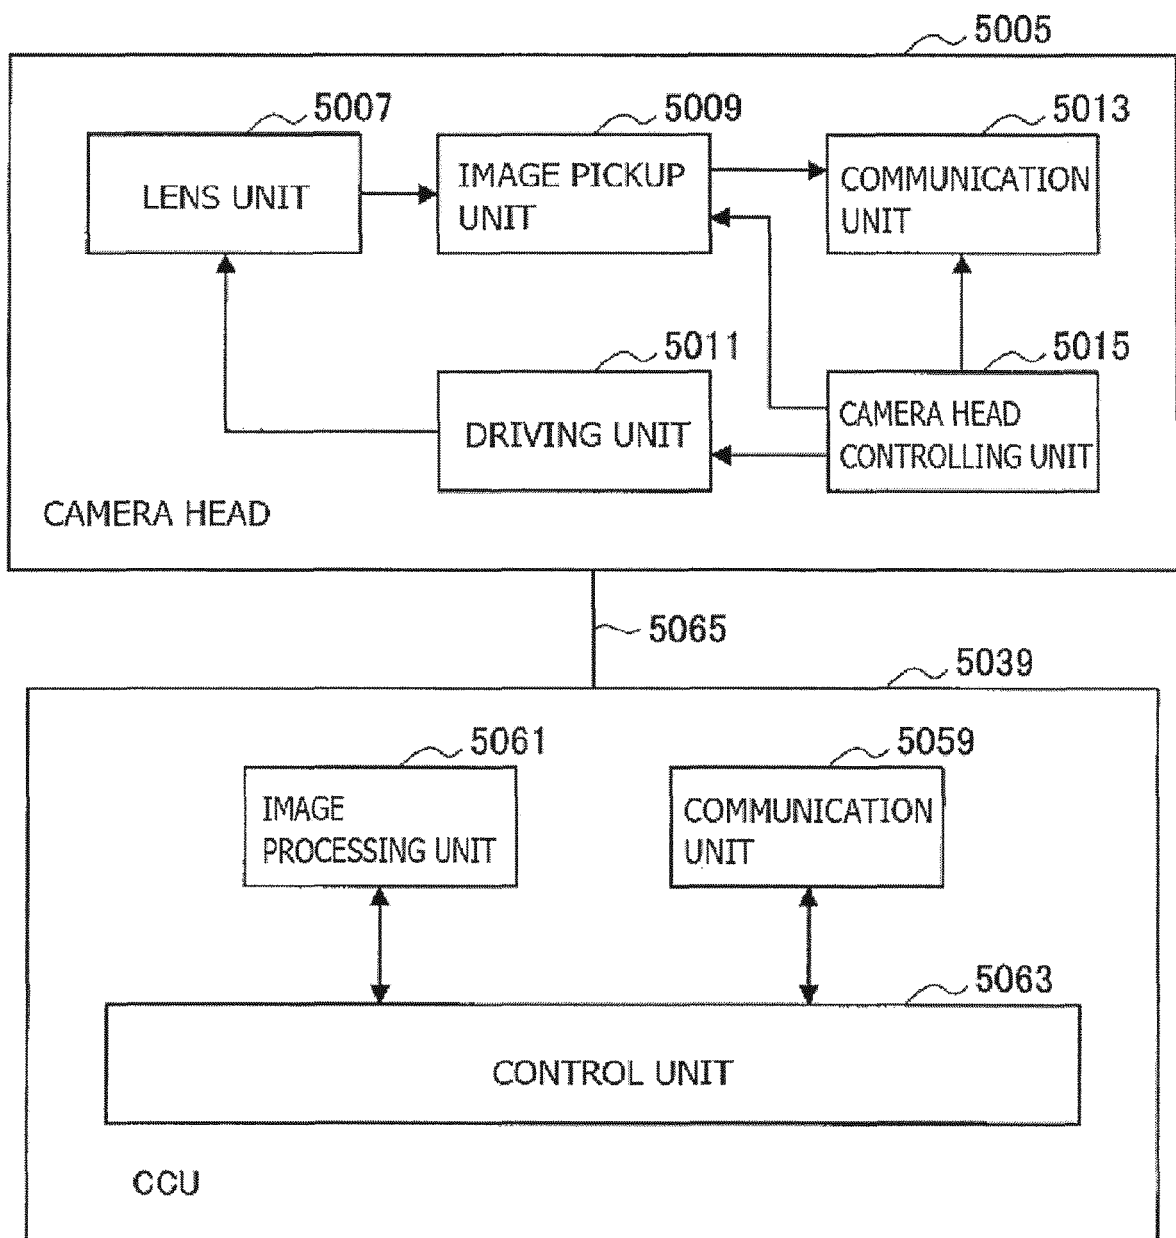 5005
5007
5009
5013
LENS UNIT
IMAGE PICKUP
UNIT
COMMUNICATION
UNIT
5011
5015
DRIVING UNIT
CAMERA HEAD
CONTROLLING UNIT
CAMERA HEAD
5065
5039
5061
5059
IMAGE
PROCESSING UNIT
COMMUNICATION
UNIT
5063
CONTROL UNIT
CCU